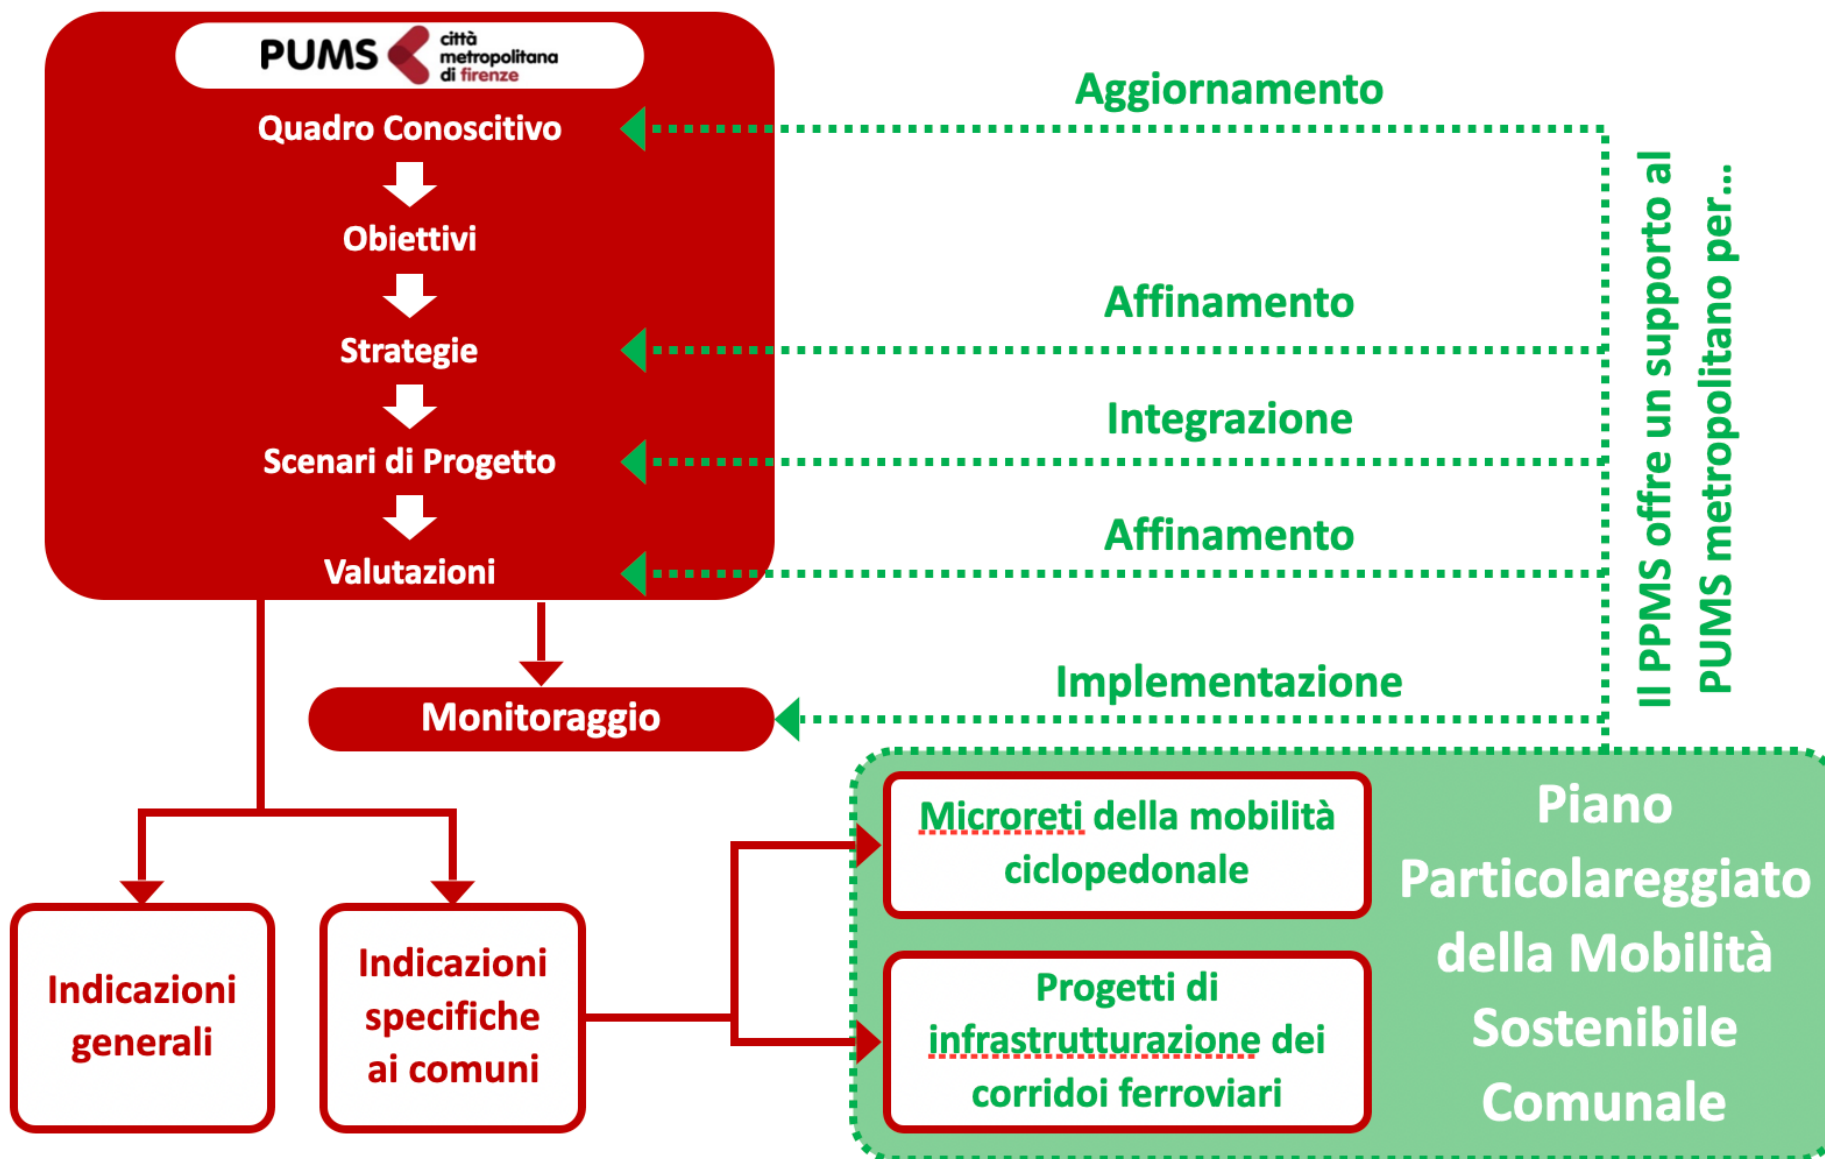 PUMS
città
metropolitana
di firenze
Quadro Conoscitivo
Obiettivi
Strategie
Scenari di Progetto
Valutazioni
Aggiornamento
Affinamento
Integrazione
Affinamento
Implementazione
Il PPMS offre un supporto al
PUMS metropolitano per...
Monitoraggio
Indicazioni
generali
Indicazioni
specifiche
ai comuni
Microreti della mobilità
ciclopedonale
Progetti di
infrastrutturazione dei
corridoi ferroviari
Piano
Particolareggiato
della Mobilità
Sostenibile
Comunale